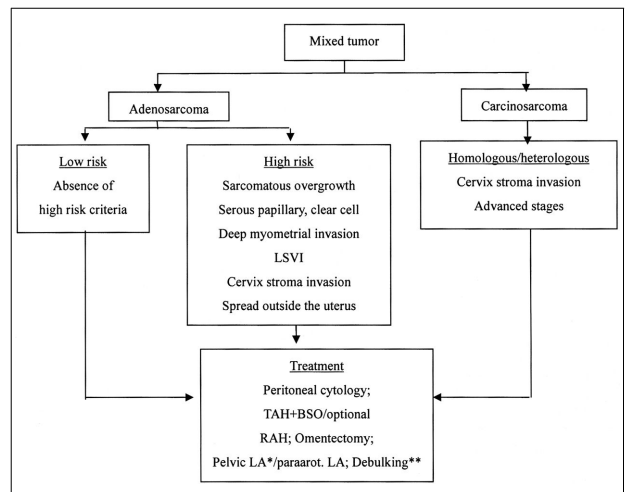 Mixed tumor
Adenosarcoma
Carcinosarcoma
Low risk
Absence of
high risk criteria
High risk
Sarcomatous overgrowth
Serous papillary, clear cell
Deep myometrial invasion
LSVI
Cervix stroma invasion
Spread outside the uterus
Homologous/heterologous
Cervix stroma invasion
Advanced stages
Treatment
Peritoneal cytology;
TAH+BSO/optional
RAH; Omentectomy;
Pelvic LA*/paraarot. LA; Debulking**